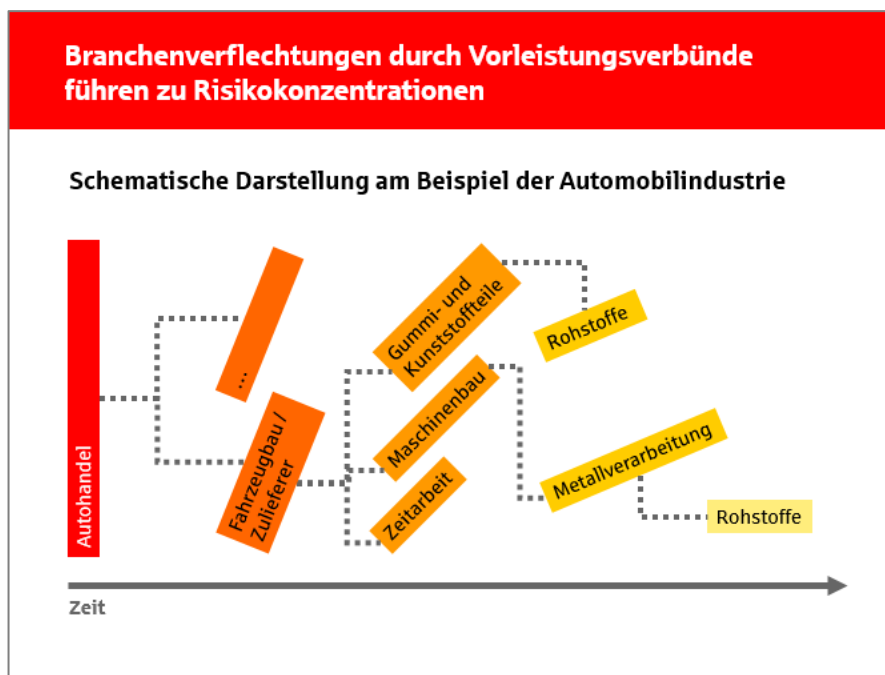 Branchenverflechtungen durch Vorleistungsverbünde
führen zu Risikokonzentrationen
Schematische Darstellung am Beispiel der Automobilindustrie
Autohandel
...
Fahrzeugbau /
Zulieferer
Gummi- und
Kunststoffteile
Maschinenbau
Zeitarbeit
Rohstoffe
Metallverarbeitung
Rohstoffe
Zeit